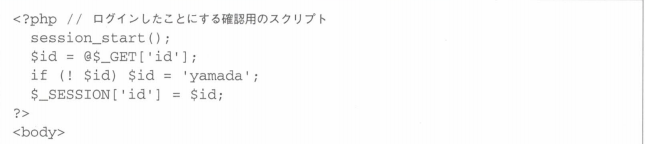 <?php // ログインしたことにする確認用のスクリプト
  session_start();
  $id = @$_GET['id'];
  if (! $id) $id = 'yamada';
  $_SESSION['id'] = $id;
?>
<body>